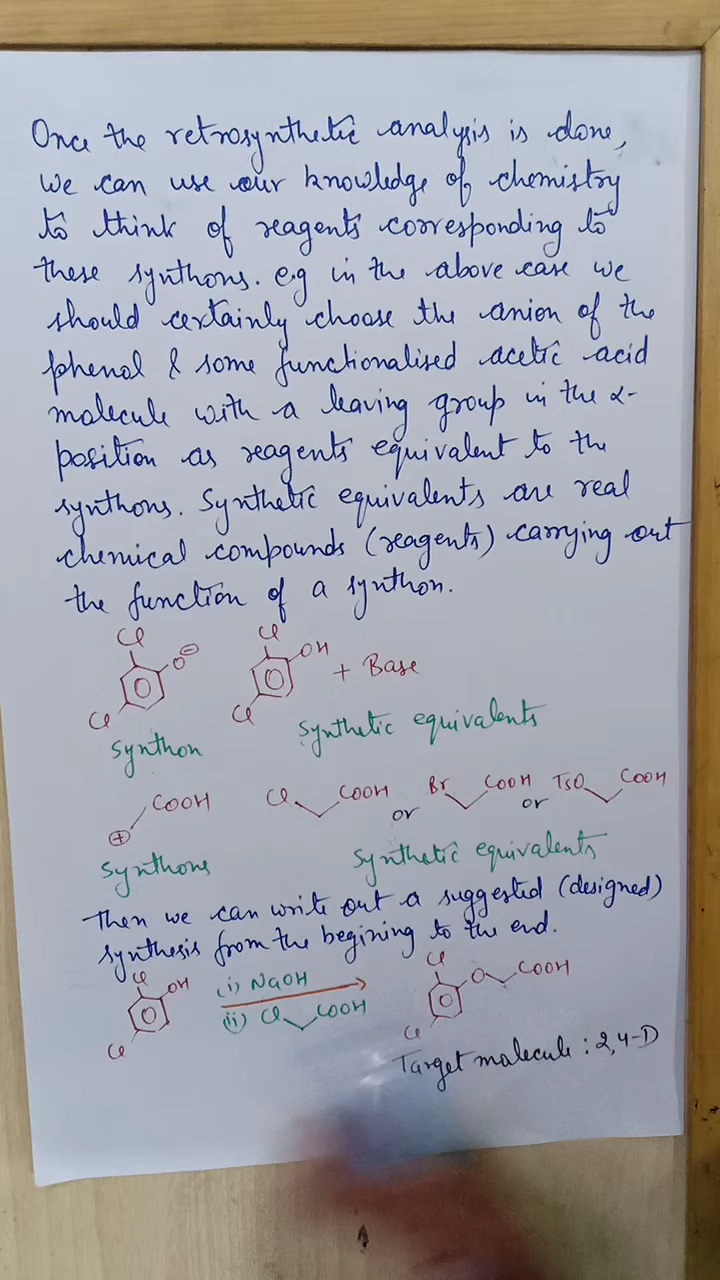 Once the retrosynthetic analysis is done,
we can use our knowledge of chemistry
to think of reagents corresponding to
these synthons. e.g in the above case we
should certainly choose the anion of the
phenol & some functionalised acetic acid
molecule with a leaving group in the α-
position as reagents equivalent to the
synthons. Synthetic equivalents are real
chemical compounds (reagents) carrying out
the function of a synthon.
Cl Cl
O⊖ OH + Base
Cl Cl
Synthon Synthetic equivalents
COOH Cl COOH or Br COOH or TsO COOH
⊕
Synthons Synthetic equivalents
Then we can write out a suggested (designed)
synthesis from the begining to the end.
Cl OH (i) NaOH Cl O COOH
Cl (ii) Cl COOH Cl
Target molecule : 2,4-D